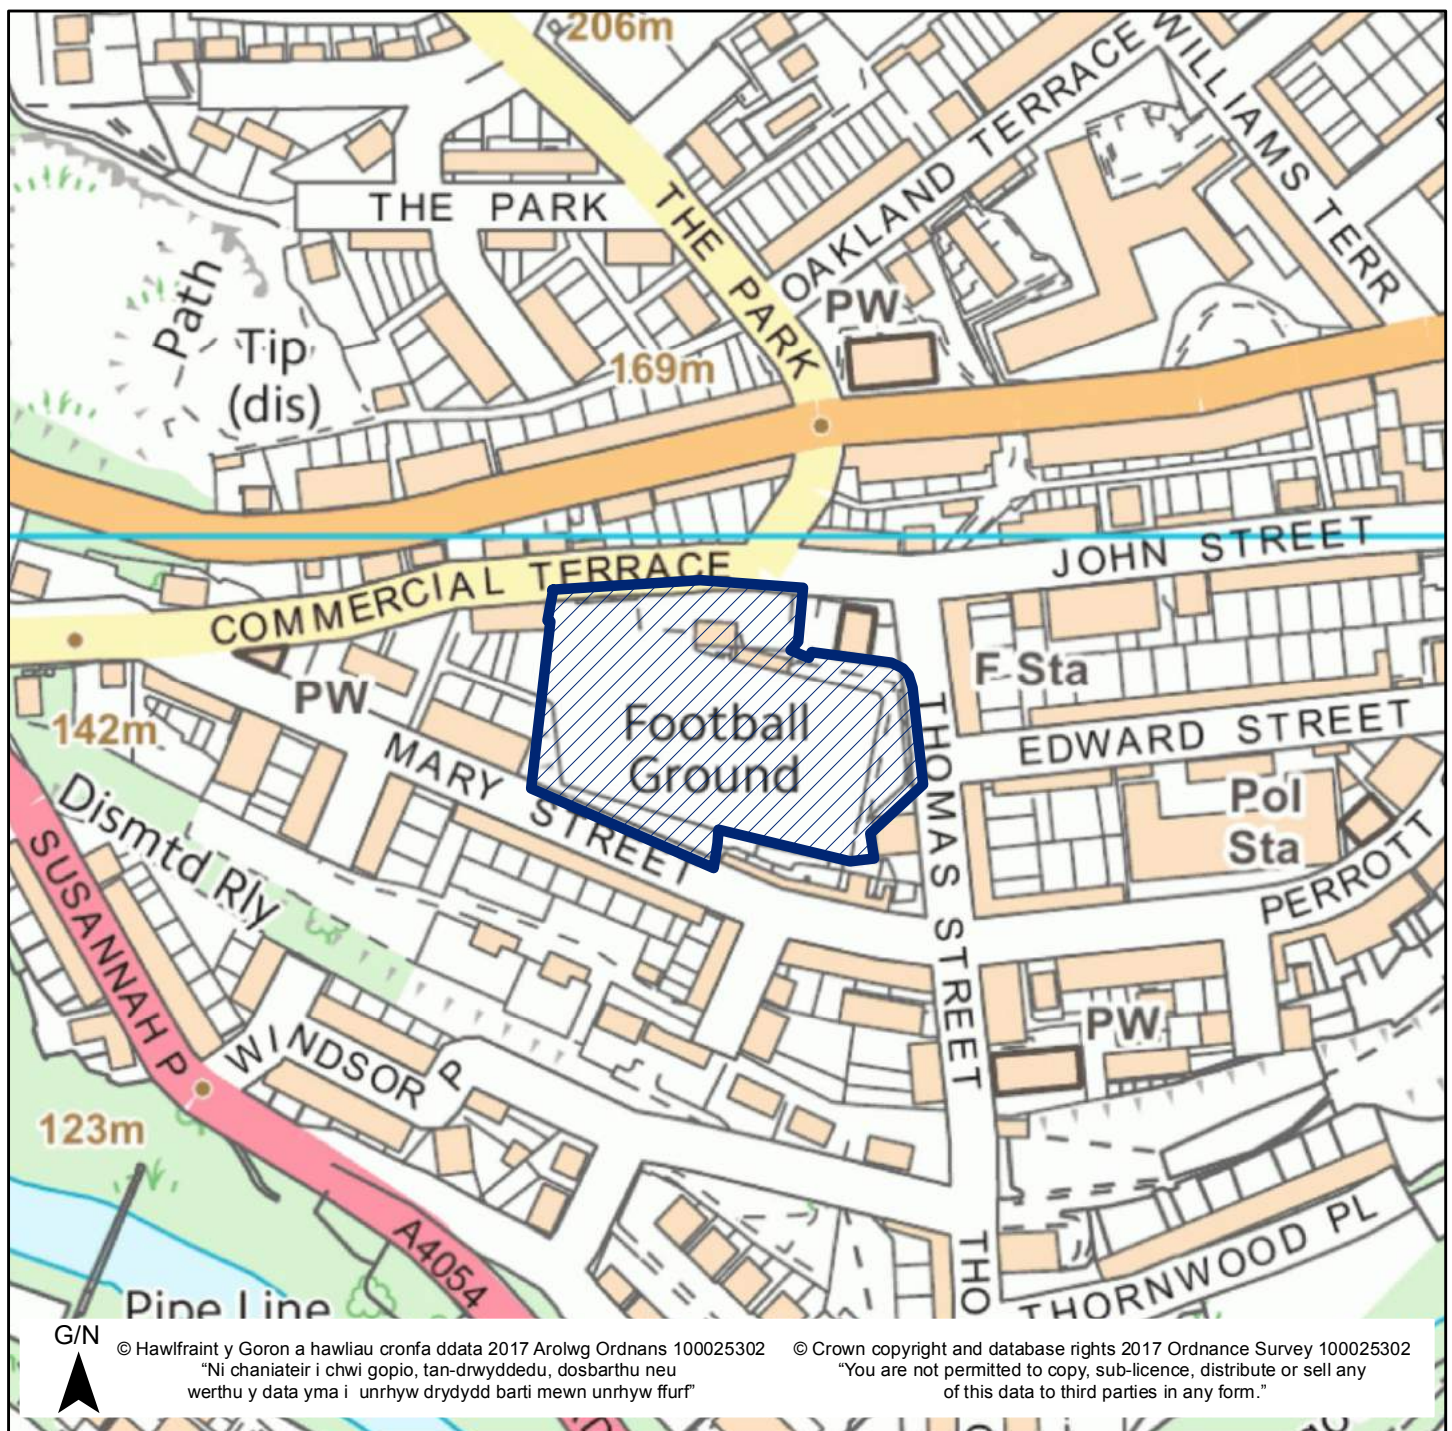 206m
WILLIAMS TERR
OAKLAND TERRACE
THE PARK
THE PARK
Path
Tip
(dis)
PW
169m
JOHN STREET
COMMERCIAL TERRACE
F Sta
PW
142m
Football
Ground
EDWARD STREET
MARY STREET
THOMAS STREET
Pol
Sta
Dismtd Rly
SUSANNAH P
PERROTT
PW
WINDSOR P
123m
A4054
THO
THORNWOOD PL
Pipe Line
G/N
© Hawlfraint y Goron a hawliau cronfa ddata 2017 Arolwg Ordnans 100025302
“Ni chaniateir i chwi gopio, tan-drwyddedu, dosbarthu neu
werthu y data yma i unrhyw drydydd barti mewn unrhyw ffurf”
© Crown copyright and database rights 2017 Ordnance Survey 100025302
“You are not permitted to copy, sub-licence, distribute or sell any
of this data to third parties in any form.”